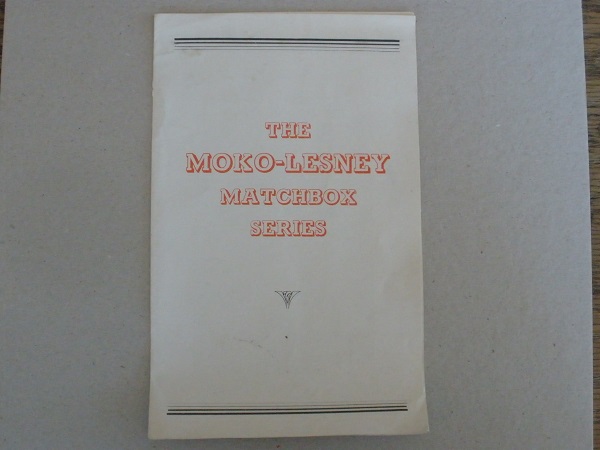 THE
MOKO-LESNEY
MATCHBOX
SERIES